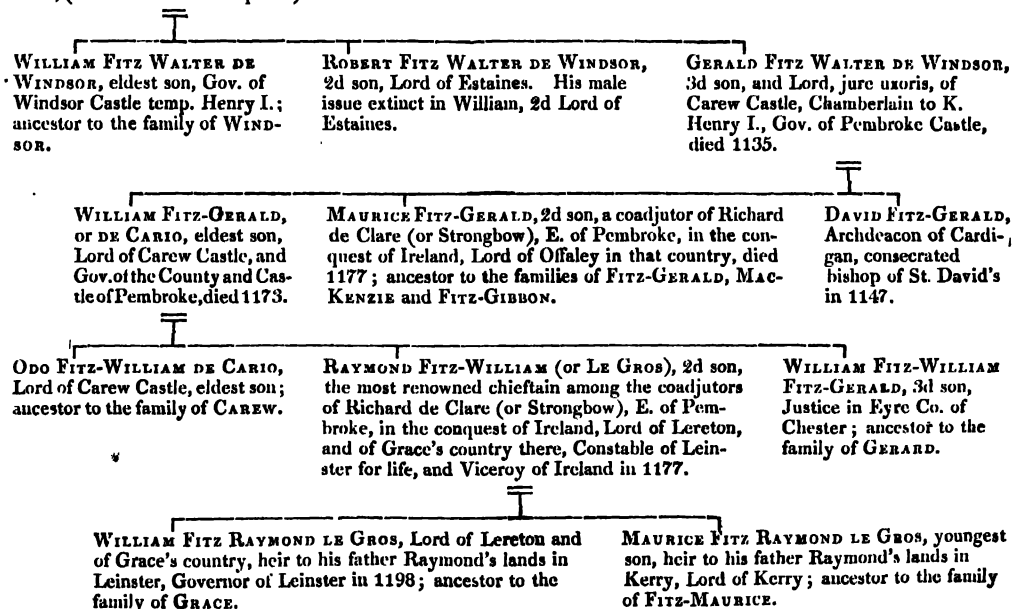 WILLIAM FITZ WALTER DE
WINDSOR, eldest son, Gov. of
Windsor Castle temp. Henry I.;
ancestor to the family of WIND-
SOR.
ROBERT FITZ WALTER DE WINDSOR,
2d son, Lord of Estaines. His male
issue extinct in William, 2d Lord of
Estaines.
GERALD FITZ WALTER DE WINDSOR,
3d son, and Lord, jure uxoris, of
Carew Castle, Chamberlain to K.
Henry I., Gov. of Pembroke Castle,
died 1135.
WILLIAM FITZ-GERALD,
or DE CARIO, eldest son,
Lord of Carew Castle, and
Gov. of the County and Cas-
tle of Pembroke, died 1173.
MAURICE FITZ-GERALD, 2d son, a coadjutor of Richard
de Clare (or Strongbow), E. of Pembroke, in the con-
quest of Ireland, Lord of Offaley in that country, died
1177; ancestor to the families of FITZ-GERALD, MAC-
KENZIE and FITZ-GIBBON.
DAVID FITZ-GERALD,
Archdeacon of Cardi-
gan, consecrated
bishop of St. David's
in 1147.
ODO FITZ-WILLIAM DE CARIO,
Lord of Carew Castle, eldest son;
ancestor to the family of CAREW.
RAYMOND FITZ-WILLIAM (or LE GROS), 2d son,
the most renowned chieftain among the coadjutors
of Richard de Clare (or Strongbow), E. of Pem-
broke, in the conquest of Ireland, Lord of Lereton,
and of Grace's country there, Constable of Lein-
ster for life, and Viceroy of Ireland in 1177.
WILLIAM FITZ-WILLIAM
FITZ-GERALD, 3d son,
Justice in Eyre Co. of
Chester; ancestor to the
family of GERARD.
WILLIAM FITZ RAYMOND LE GROS, Lord of Lereton and
of Grace's country, heir to his father Raymond's lands in
Leinster, Governor of Leinster in 1198; ancestor to the
family of GRACE.
MAURICE FITZ RAYMOND LE GROS, youngest
son, heir to his father Raymond's lands in
Kerry, Lord of Kerry; ancestor to the family
of FITZ-MAURICE.